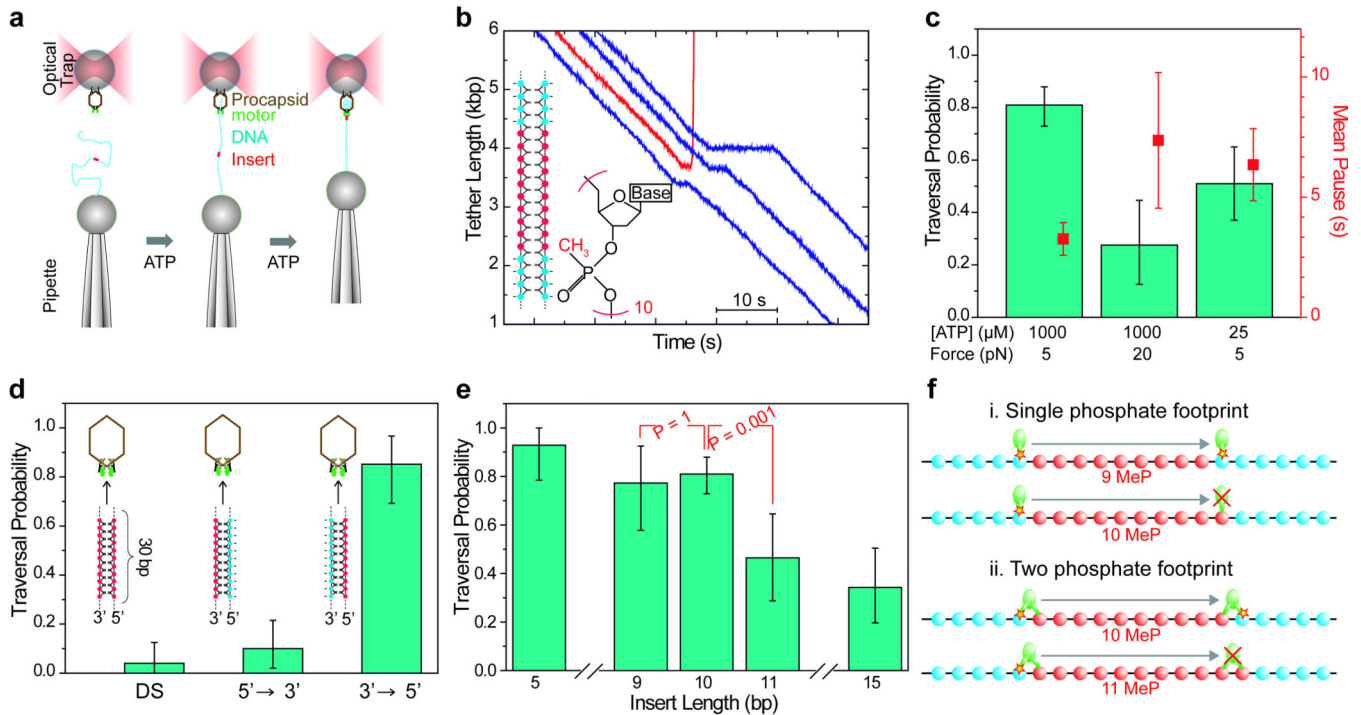 a
Optical
Trap
Procapsid
motor
DNA
Insert
Pipette
ATP
ATP
b
Tether Length (kbp)
6
5
4
3
2
1
Base
O
CH3
O
P
O
O
10
10 s
Time (s)
c
Traversal Probability
1.0
0.8
0.6
0.4
0.2
0.0
10
5
0
Mean Pause (s)
[ATP] (μM) 1000 1000 25
Force (pN) 5 20 5
d
Traversal Probability
1.0
0.8
0.6
0.4
0.2
0.0
30 bp
3' 5' 3' 5' 3' 5'
DS 5'→ 3' 3'→ 5'
e
Traversal Probability
1.0
0.8
0.6
0.4
0.2
0.0
P = 1
P = 0.001
5 9 10 11 15
Insert Length (bp)
f
i. Single phosphate footprint
9 MeP
10 MeP
ii. Two phosphate footprint
10 MeP
11 MeP